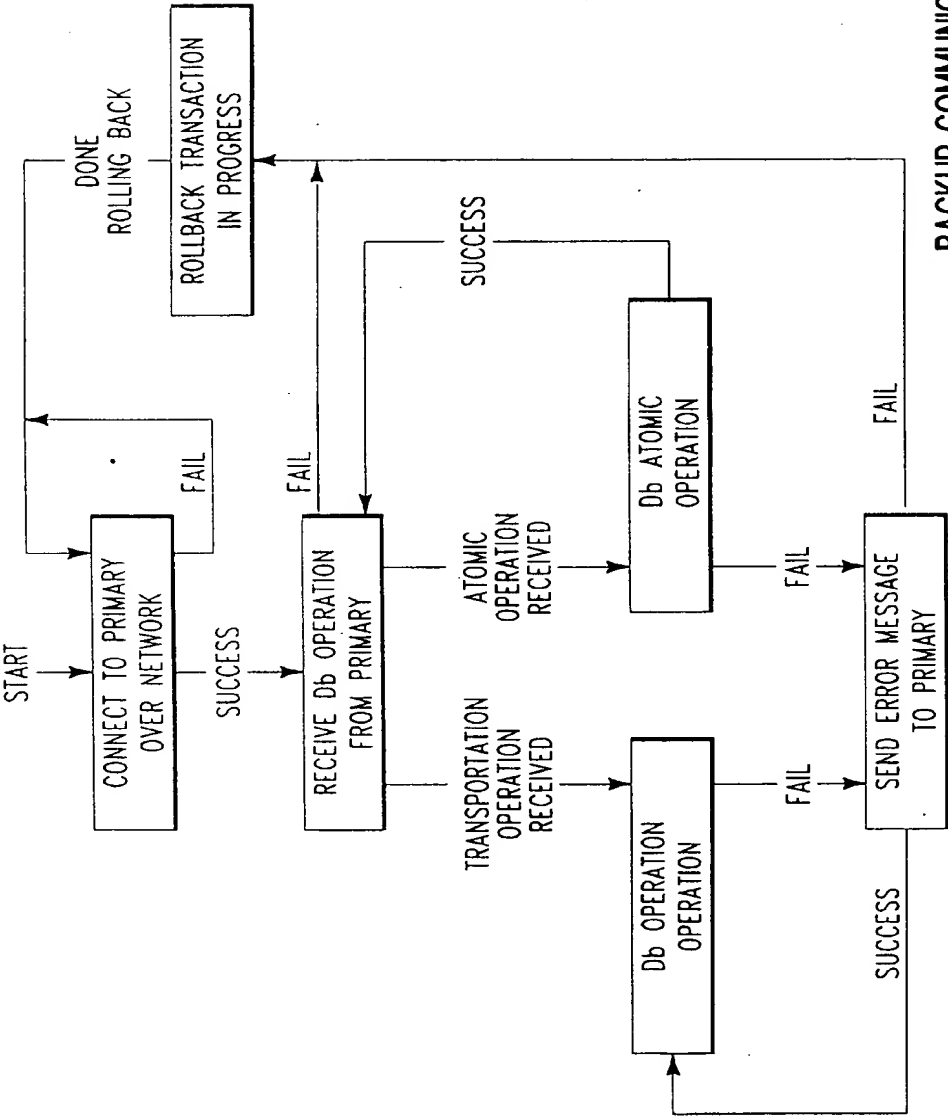 START
CONNECT TO PRIMARY
OVER NETWORK
FAIL
SUCCESS
DONE
ROLLING BACK
ROLLBACK TRANSACTION
IN PROGRESS
RECEIVE Db OPERATION
FROM PRIMARY
FAIL
SUCCESS
TRANSPORTATION
OPERATION
RECEIVED
ATOMIC
OPERATION
RECEIVED
Db OPERATION
OPERATION
Db ATOMIC
OPERATION
FAIL
FAIL
SEND ERROR MESSAGE
TO PRIMARY
SUCCESS
FAIL